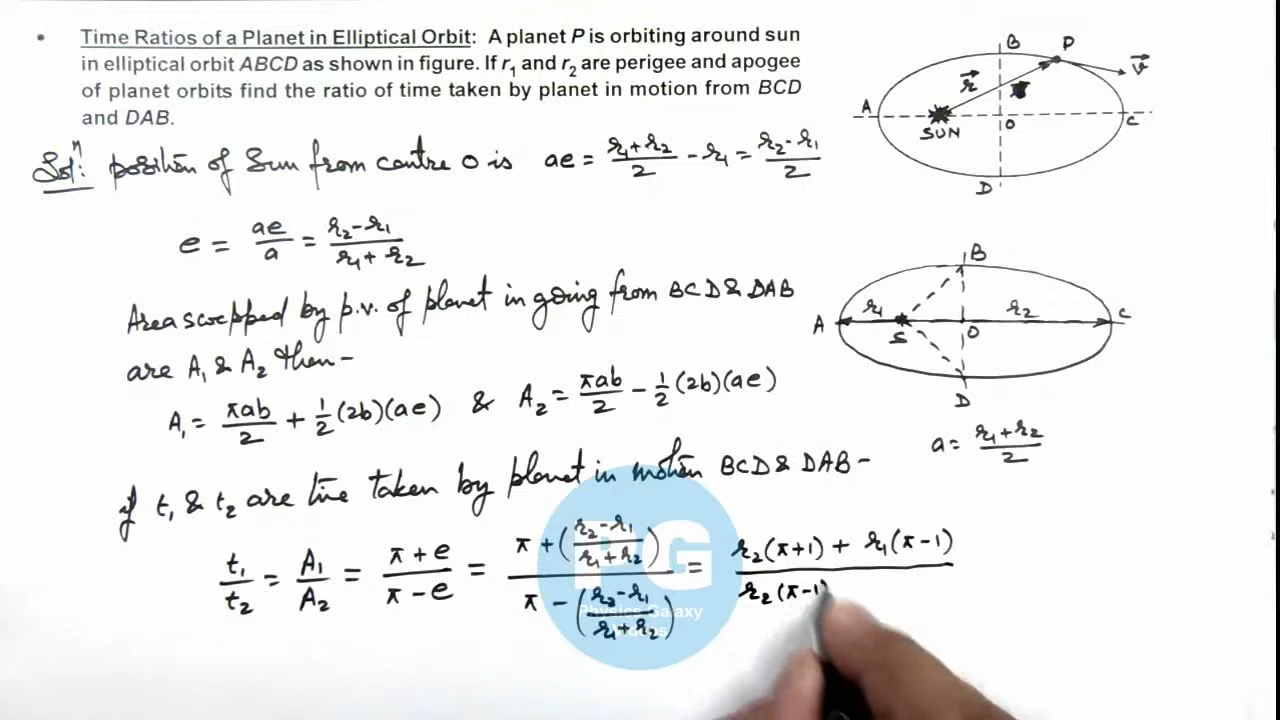 • Time Ratios of a Planet in Elliptical Orbit: A planet P is orbiting around sun
in elliptical orbit ABCD as shown in figure. If r₁ and r₂ are perigee and apogee
of planet orbits find the ratio of time taken by planet in motion from BCD
and DAB.
B P
v⃗
r⃗
A
SUN O C
D
Solⁿ: position of Sun from centre O is ae = (r₁+r₂)/2 - r₁ = (r₂-r₁)/2
e = ae/a = (r₂-r₁)/(r₁+r₂)
B
r₁ r₂ C
A
S O
D
a = (r₁+r₂)/2
Area swepped by p.v. of planet in going from BCD & DAB
are A₁ & A₂ then-
A₁ = πab/2 + ½(2b)(ae) & A₂ = πab/2 - ½(2b)(ae)
if t₁ & t₂ are time taken by planet in motion BCD & DAB -
t₁/t₂ = A₁/A₂ = (π+e)/(π-e) = (π+((r₂-r₁)/(r₁+r₂)))/(π-((r₂-r₁)/(r₁+r₂))) = (r₂(π+1) + r₁(π-1))/(r₂(π-1)
PG
Physics Galaxy
Videos